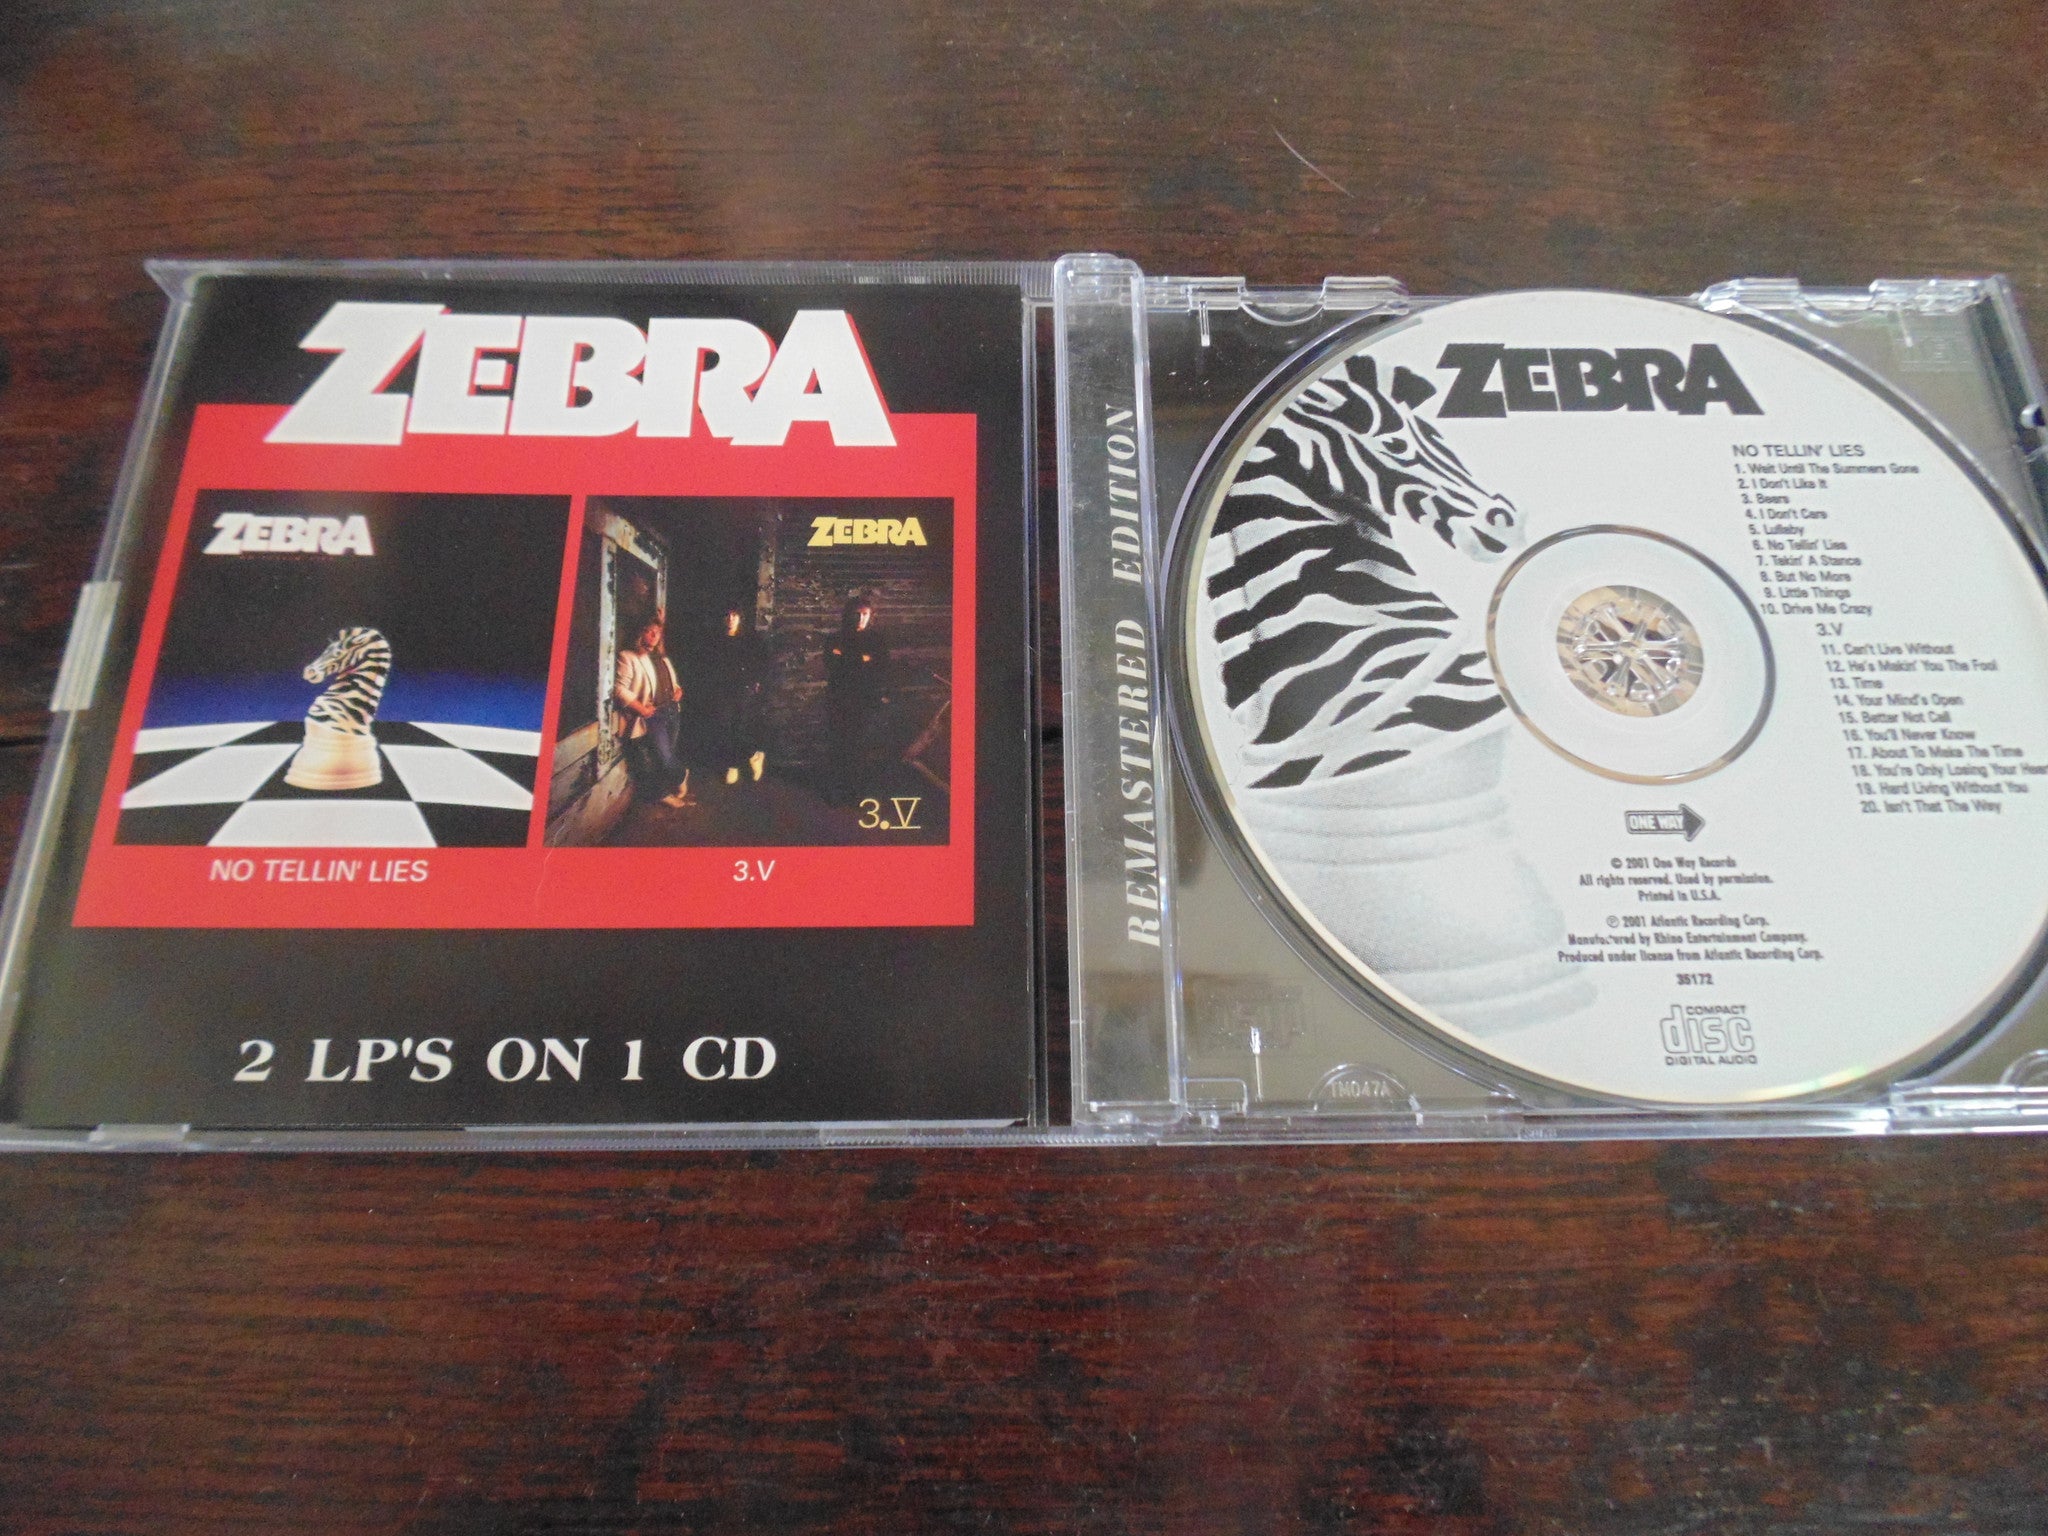 ZEBRA
ZEBRA
ZEBRA
3.V
NO TELLIN' LIES
3.V
2 LP'S ON 1 CD
REMASTERED EDITION
ZEBRA
NO TELLIN' LIES
1. Wait Until The Summers Gone
2. I Don't Like It
3. Bears
4. I Don't Care
5. Lullaby
6. No Tellin' Lies
7. Takin' A Stance
8. But No More
9. Little Things
10. Drive Me Crazy
3.V
11. Can't Live Without
12. He's Makin' You The Fool
13. Time
14. Your Mind's Open
15. Better Not Call
16. You'll Never Know
17. About To Make The Time
18. You're Only Losing Your Heart
19. Hard Living Without You
20. Isn't That The Way
ONE WAY
© 2001 One Way Records
All rights reserved. Used by permission.
Printed in U.S.A.
℗ 2001 Atlantic Recording Corp.
Manufactured by Rhino Entertainment Company.
Produced under license from Atlantic Recording Corp.
35172
COMPACT
disc
DIGITAL AUDIO
TM047A